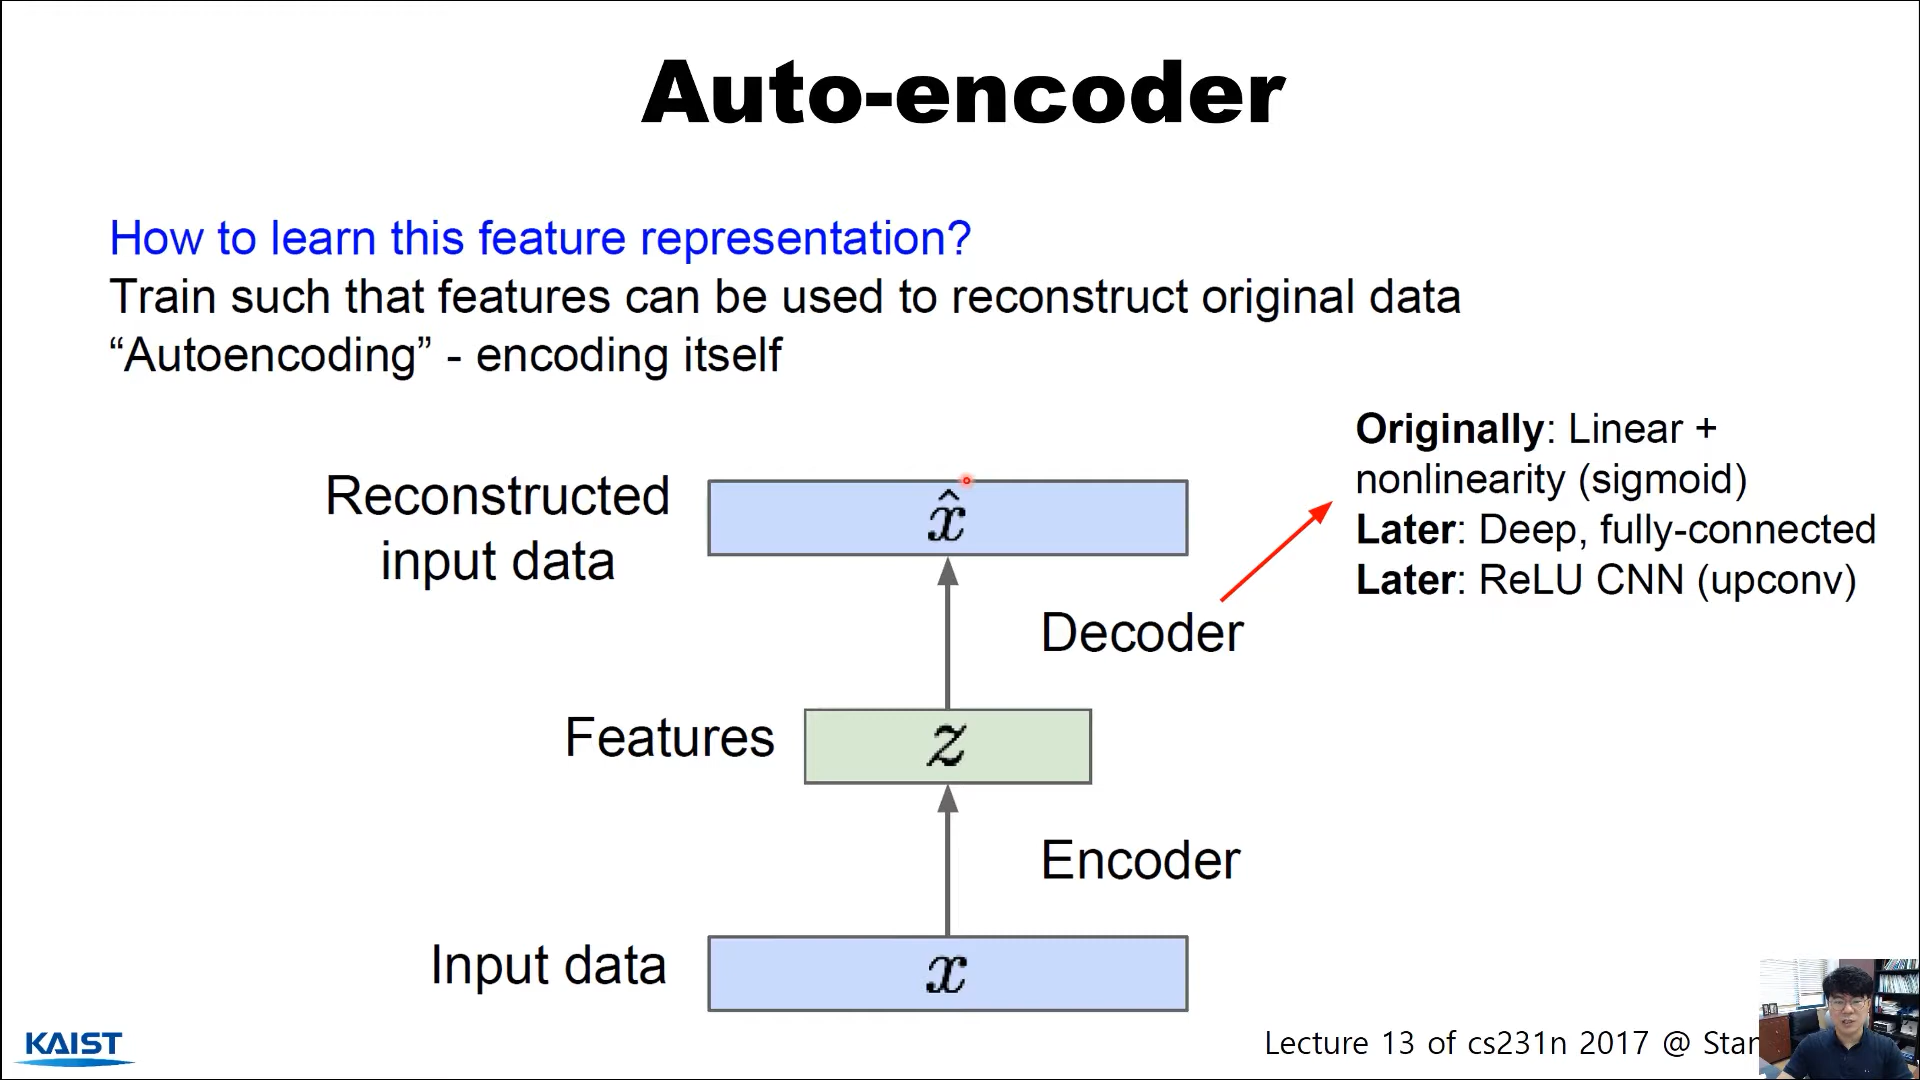 Auto-encoder
How to learn this feature representation?
Train such that features can be used to reconstruct original data
“Autoencoding” - encoding itself
Originally: Linear +
nonlinearity (sigmoid)
Later: Deep, fully-connected
Later: ReLU CNN (upconv)
Reconstructed
input data
x̂
Decoder
Features
z
Encoder
Input data
x
KAIST
Lecture 13 of cs231n 2017 @